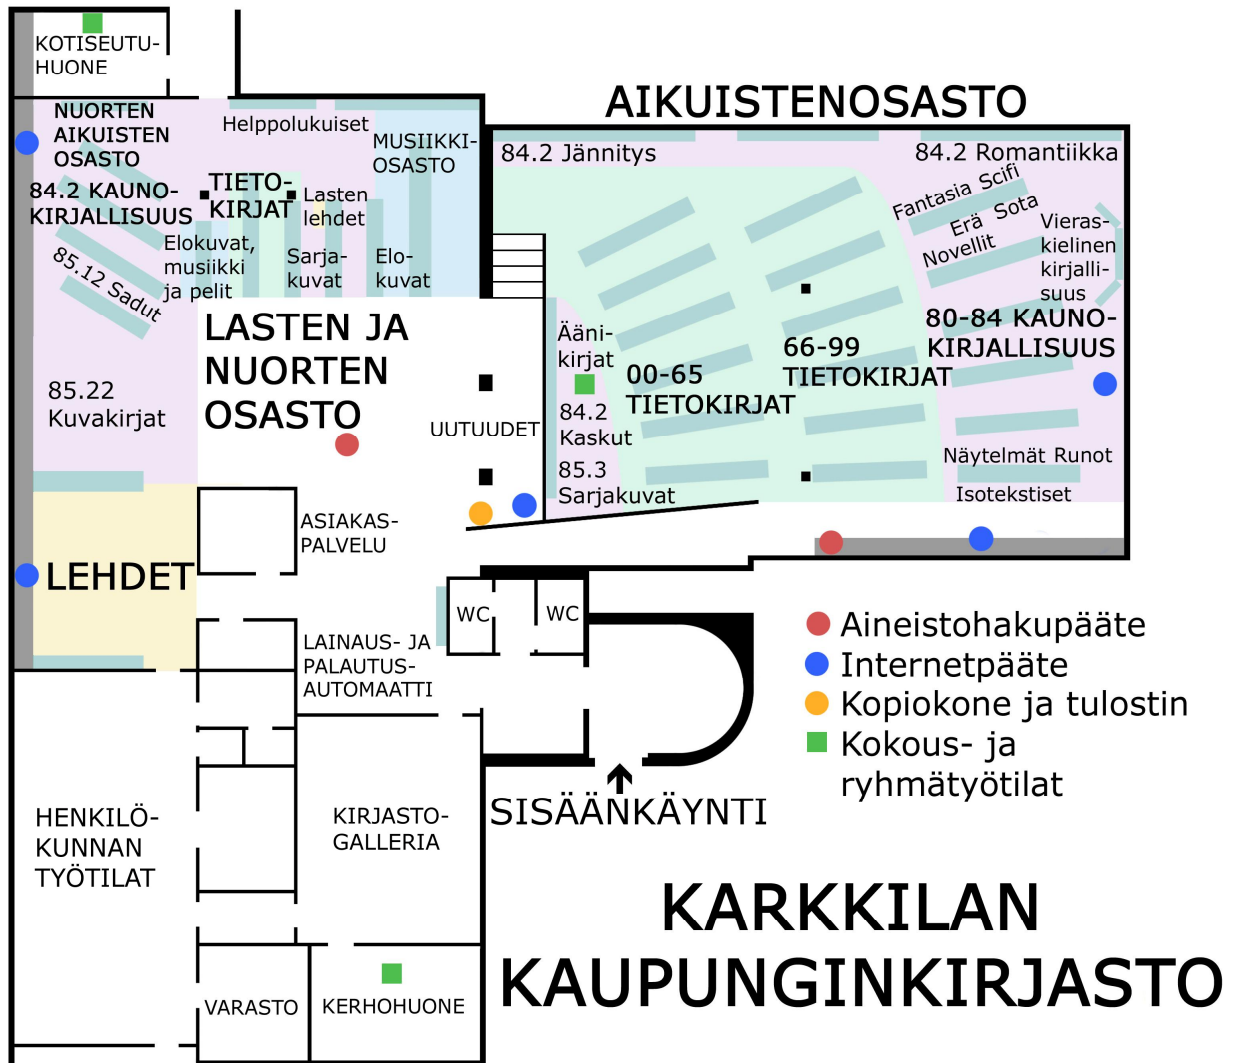 KOTISEUTU-
HUONE
AIKUISTENOSASTO
NUORTEN
AIKUISTEN
OSASTO
Helppolukuiset
MUSIIKKI-
OSASTO
84.2 Jännitys
84.2 Romantiikka
84.2 KAUNO-
KIRJALLISUUS
TIETO-
KIRJAT
Lasten
lehdet
Fantasia Scifi
Erä Sota
Novellit
Vieras-
kielinen
kirjalli-
suus
85.12 Sadut
Elokuvat,
musiikki
ja pelit
Sarja-
kuvat
Elo-
kuvat
LASTEN JA
NUORTEN
OSASTO
Ääni-
kirjat
80-84 KAUNO-
KIRJALLISUUS
66-99
TIETOKIRJAT
00-65
TIETOKIRJAT
85.22
Kuvakirjat
UUTUUDET
84.2
Kaskut
85.3
Sarjakuvat
Näytelmät Runot
Isotekstiset
ASIAKAS-
PALVELU
LEHDET
WC
WC
LAINAUS- JA
PALAUTUS-
AUTOMAATTI
Aineistohakupääte
Internetpääte
Kopiokone ja tulostin
Kokous- ja
ryhmätyötilat
SISÄÄNKÄYNTI
HENKILÖ-
KUNNAN
TYÖTILAT
KIRJASTO-
GALLERIA
KARKKILAN
KAUPUNGINKIRJASTO
VARASTO
KERHOHUONE